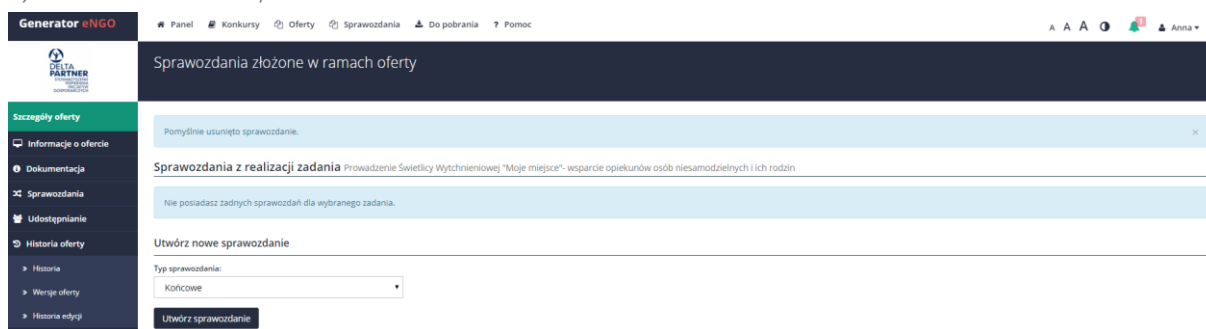 Generator eNGO
Panel Konkursy Oferty Sprawozdania Do pobrania ? Pomoc
A A A 1 Anna
DELTA
PARTNER
Sprawozdania złożone w ramach oferty
Szczegóły oferty
Informacje o ofercie
Dokumentacja
Sprawozdania
Udostępnianie
Historia oferty
» Historia
» Wersje oferty
» Historia edycji
Pomyślnie usunięto sprawozdanie. ×
Sprawozdania z realizacji zadania Prowadzenie Świetlicy Wytchnieniowej "Moje miejsce"- wsparcie opiekunów osób niesamodzielnych i ich rodzin
Nie posiadasz żadnych sprawozdań dla wybranego zadania.
Utwórz nowe sprawozdanie
Typ sprawozdania:
Końcowe
Utwórz sprawozdanie